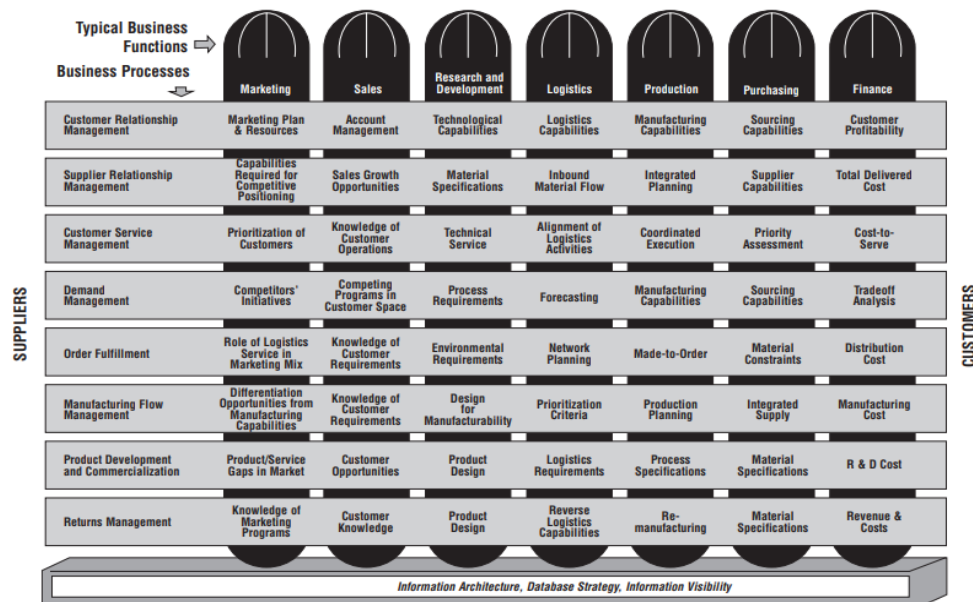 Typical Business
Functions
Business Processes
Marketing
Sales
Research and
Development
Logistics
Production
Purchasing
Finance
SUPPLIERS
CUSTOMERS
Customer Relationship
Management
Marketing Plan
& Resources
Account
Management
Technological
Capabilities
Logistics
Capabilities
Manufacturing
Capabilities
Sourcing
Capabilities
Customer
Profitability
Supplier Relationship
Management
Capabilities
Required for
Competitive
Positioning
Sales Growth
Opportunities
Material
Specifications
Inbound
Material Flow
Integrated
Planning
Supplier
Capabilities
Total Delivered
Cost
Customer Service
Management
Prioritization of
Customers
Knowledge of
Customer
Operations
Technical
Service
Alignment of
Logistics
Activities
Coordinated
Execution
Priority
Assessment
Cost-to-
Serve
Demand
Management
Competitors'
Initiatives
Competing
Programs in
Customer Space
Process
Requirements
Forecasting
Manufacturing
Capabilities
Sourcing
Capabilities
Tradeoff
Analysis
Order Fulfillment
Role of Logistics
Service in
Marketing Mix
Knowledge of
Customer
Requirements
Environmental
Requirements
Network
Planning
Made-to-Order
Material
Constraints
Distribution
Cost
Manufacturing Flow
Management
Differentiation
Opportunities from
Manufacturing
Capabilities
Knowledge of
Customer
Requirements
Design
for
Manufacturability
Prioritization
Criteria
Production
Planning
Integrated
Supply
Manufacturing
Cost
Product Development
and Commercialization
Product/Service
Gaps in Market
Customer
Opportunities
Product
Design
Logistics
Requirements
Process
Specifications
Material
Specifications
R & D Cost
Returns Management
Knowledge of
Marketing
Programs
Customer
Knowledge
Product
Design
Reverse
Logistics
Capabilities
Re-
manufacturing
Material
Specifications
Revenue &
Costs
Information Architecture, Database Strategy, Information Visibility